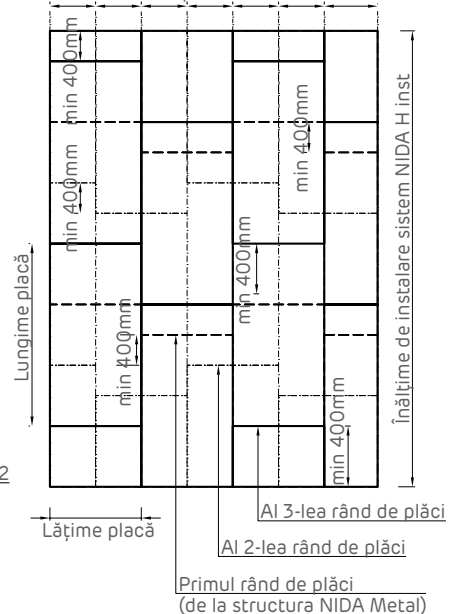 min 400mm
min 400mm
min 400mm
min 400mm
min 400mm
min 400mm
Lungime placă
Înălțime de instalare sistem NIDA H inst
2
Lățime placă
Al 3-lea rând de plăci
Al 2-lea rând de plăci
Primul rând de plăci
(de la structura NIDA Metal)